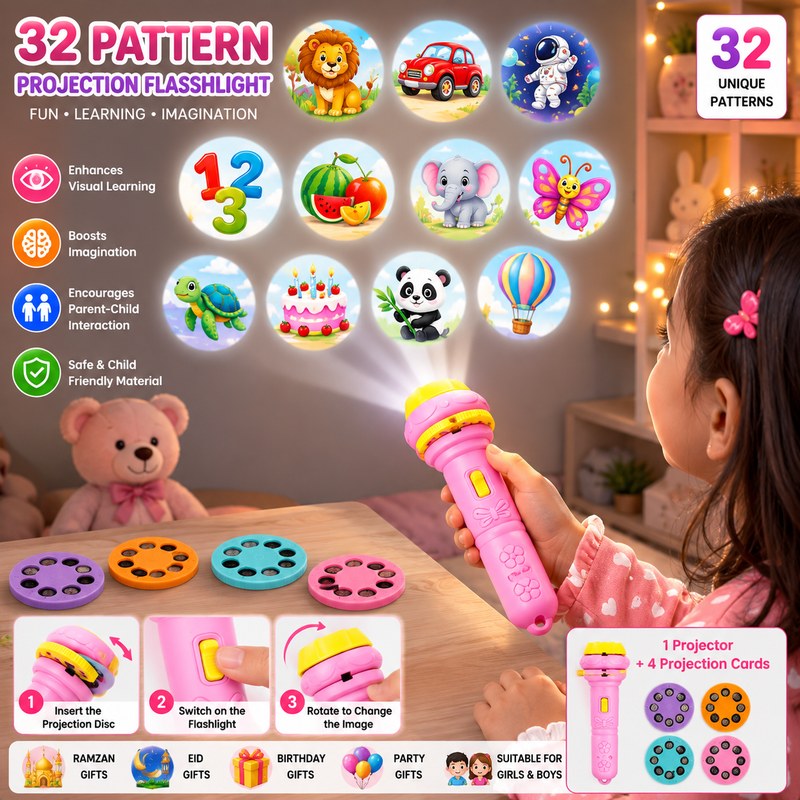 32 PATTERN
PROJECTION FLASHLIGHT
FUN • LEARNING • IMAGINATION
32
UNIQUE
PATTERNS
Enhances
Visual Learning
Boosts
Imagination
Encourages
Parent-Child
Interaction
Safe & Child
Friendly Material
123
1 Insert the
Projection Disc
2 Switch on the
Flashlight
3 Rotate to Change
the Image
1 Projector
+ 4 Projection Cards
RAMZAN
GIFTS
EID
GIFTS
BIRTHDAY
GIFTS
PARTY
GIFTS
SUITABLE FOR
GIRLS & BOYS